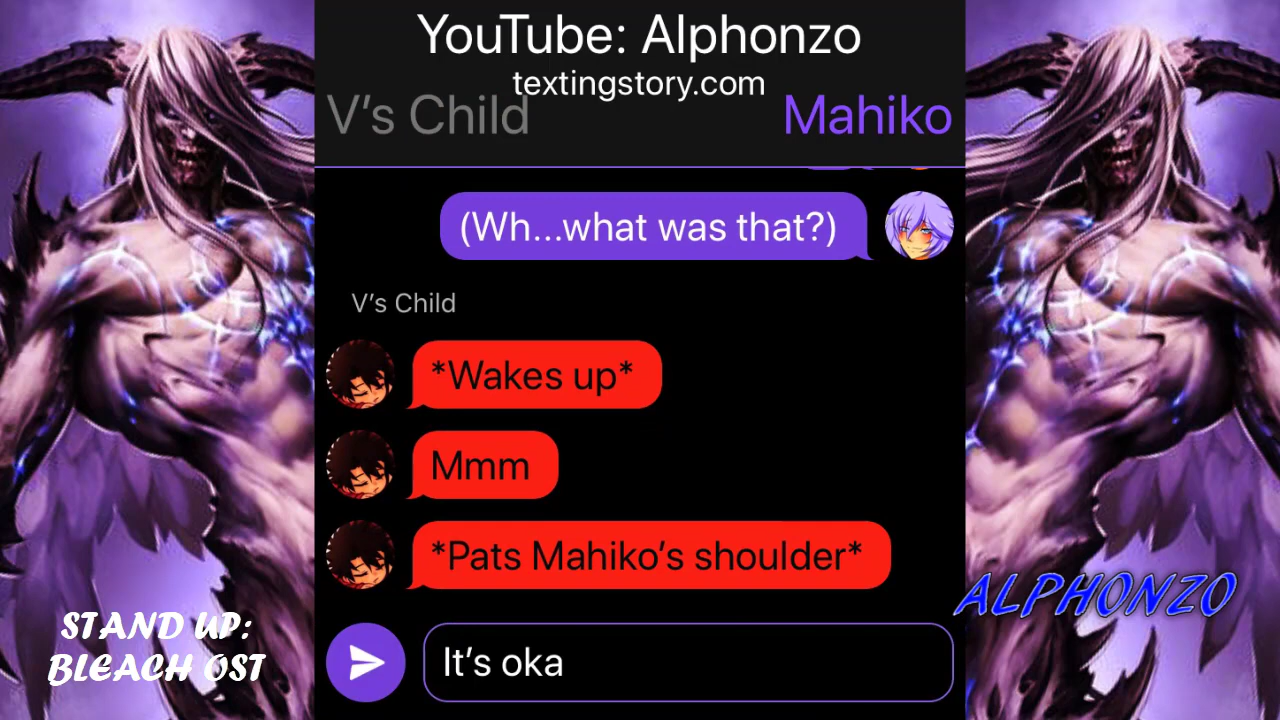 YouTube: Alphonzo
textingstory.com
V's Child
Mahiko
(Wh...what was that?)
V's Child
*Wakes up*
Mmm
*Pats Mahiko's shoulder*
It's oka
STAND UP:
BLEACH OST
ALPHONZO